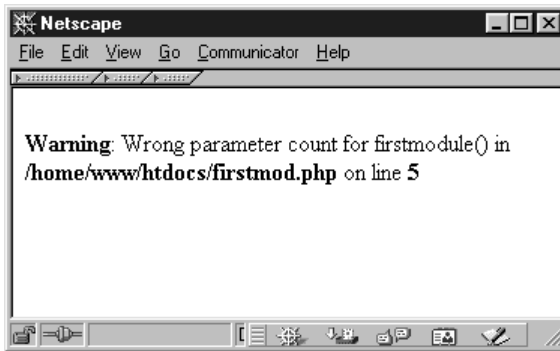 Netscape
File Edit View Go Communicator Help
Warning: Wrong parameter count for firstmodule() in
/home/www/htdocs/firstmod.php on line 5